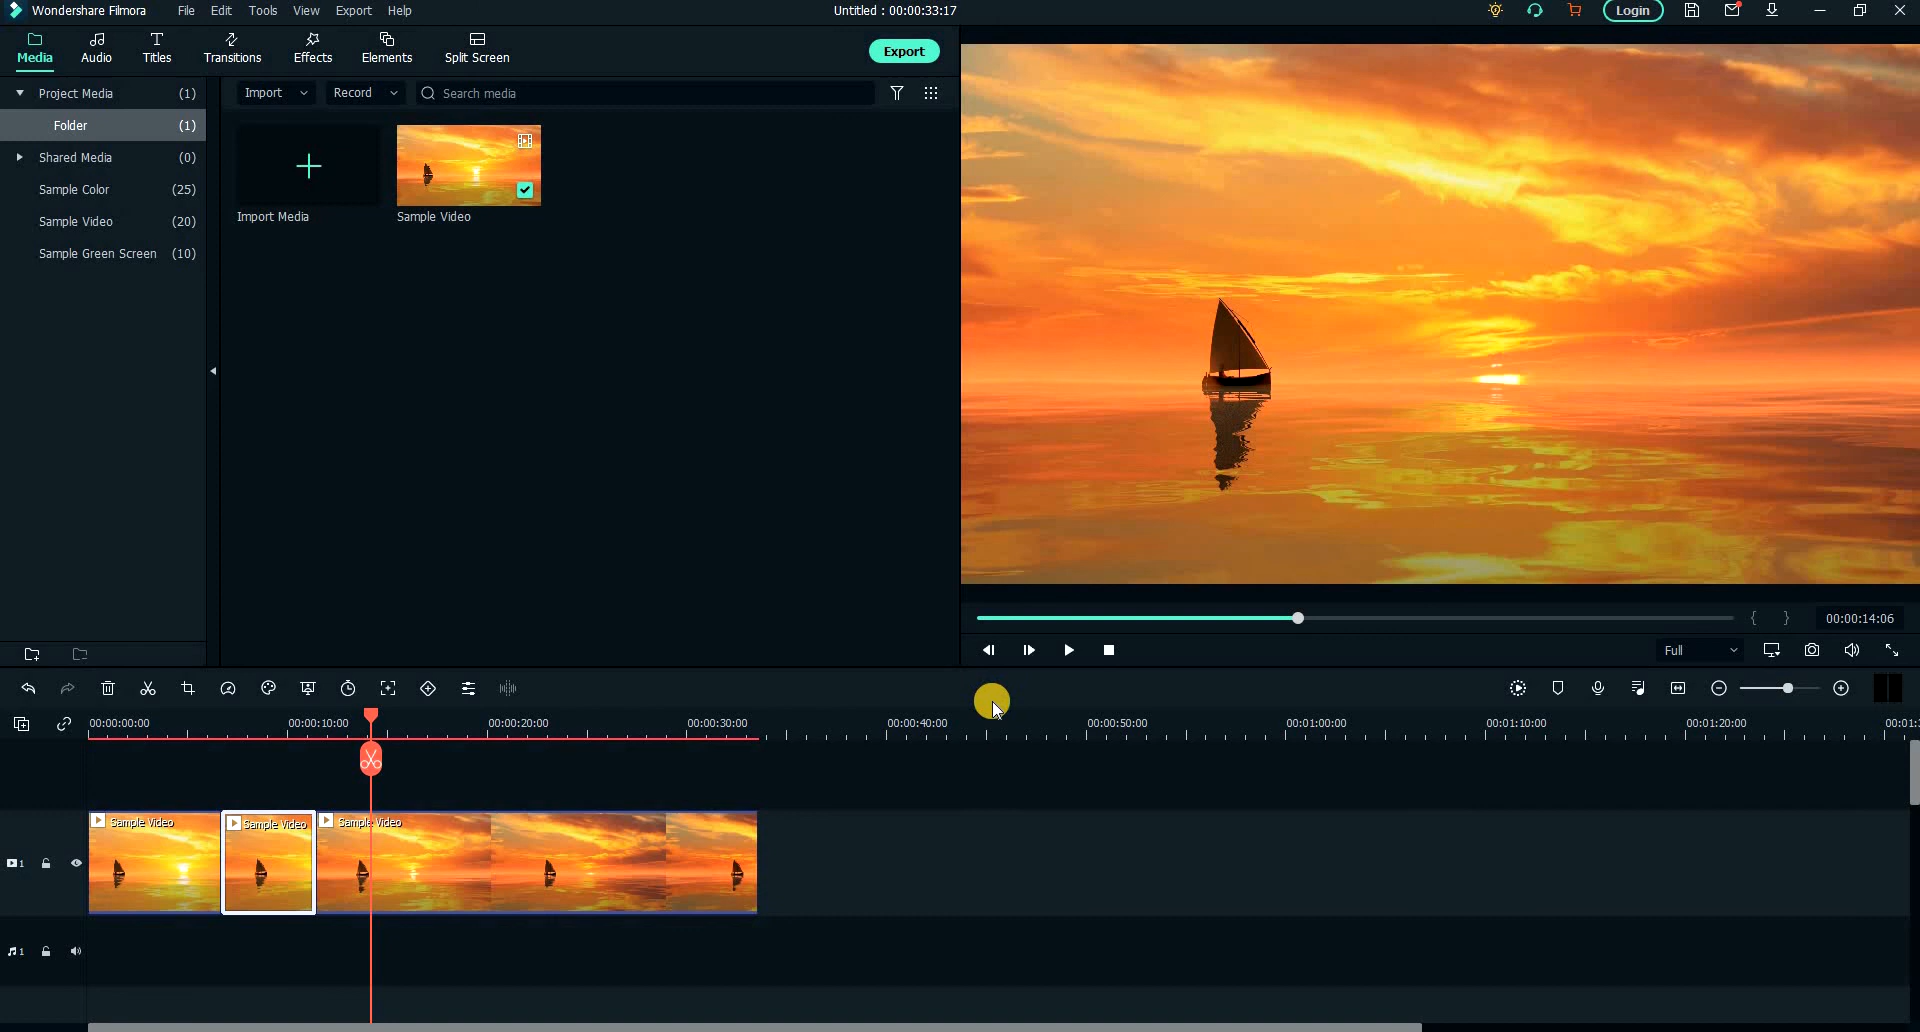 Wondershare Filmora File Edit Tools View Export Help Untitled : 00:00:33:17 Login
Media Audio Titles Transitions Effects Elements Split Screen Export
Project Media (1)
Folder (1)
Shared Media (0)
Sample Color (25)
Sample Video (20)
Sample Green Screen (10)
Import Record Search media
Import Media Sample Video
{ } 00:00:14:06
Full
00:00:00:00 00:00:10:00 00:00:20:00 00:00:30:00 00:00:40:00 00:00:50:00 00:01:00:00 00:01:10:00 00:01:20:00
Sample Video Sample Video Sample Video
1
1